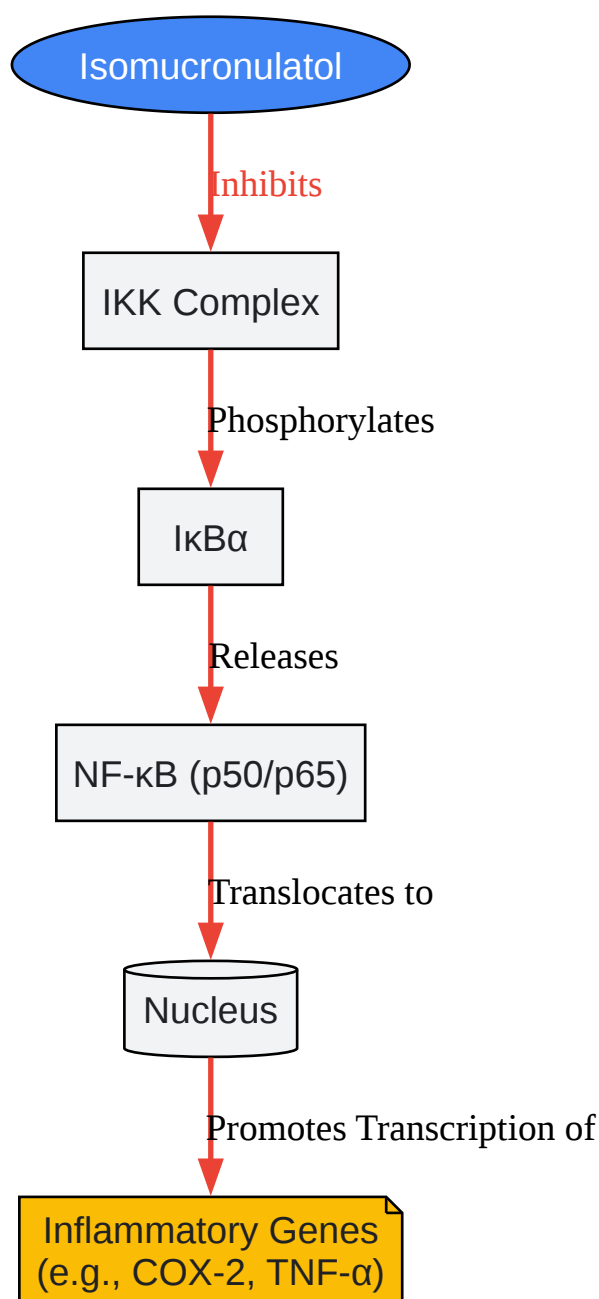 Isomucronulatol
Inhibits
IKK Complex
Phosphorylates
IκBα
Releases
NF-κB (p50/p65)
Translocates to
Nucleus
Promotes Transcription of
Inflammatory Genes
(e.g., COX-2, TNF-α)